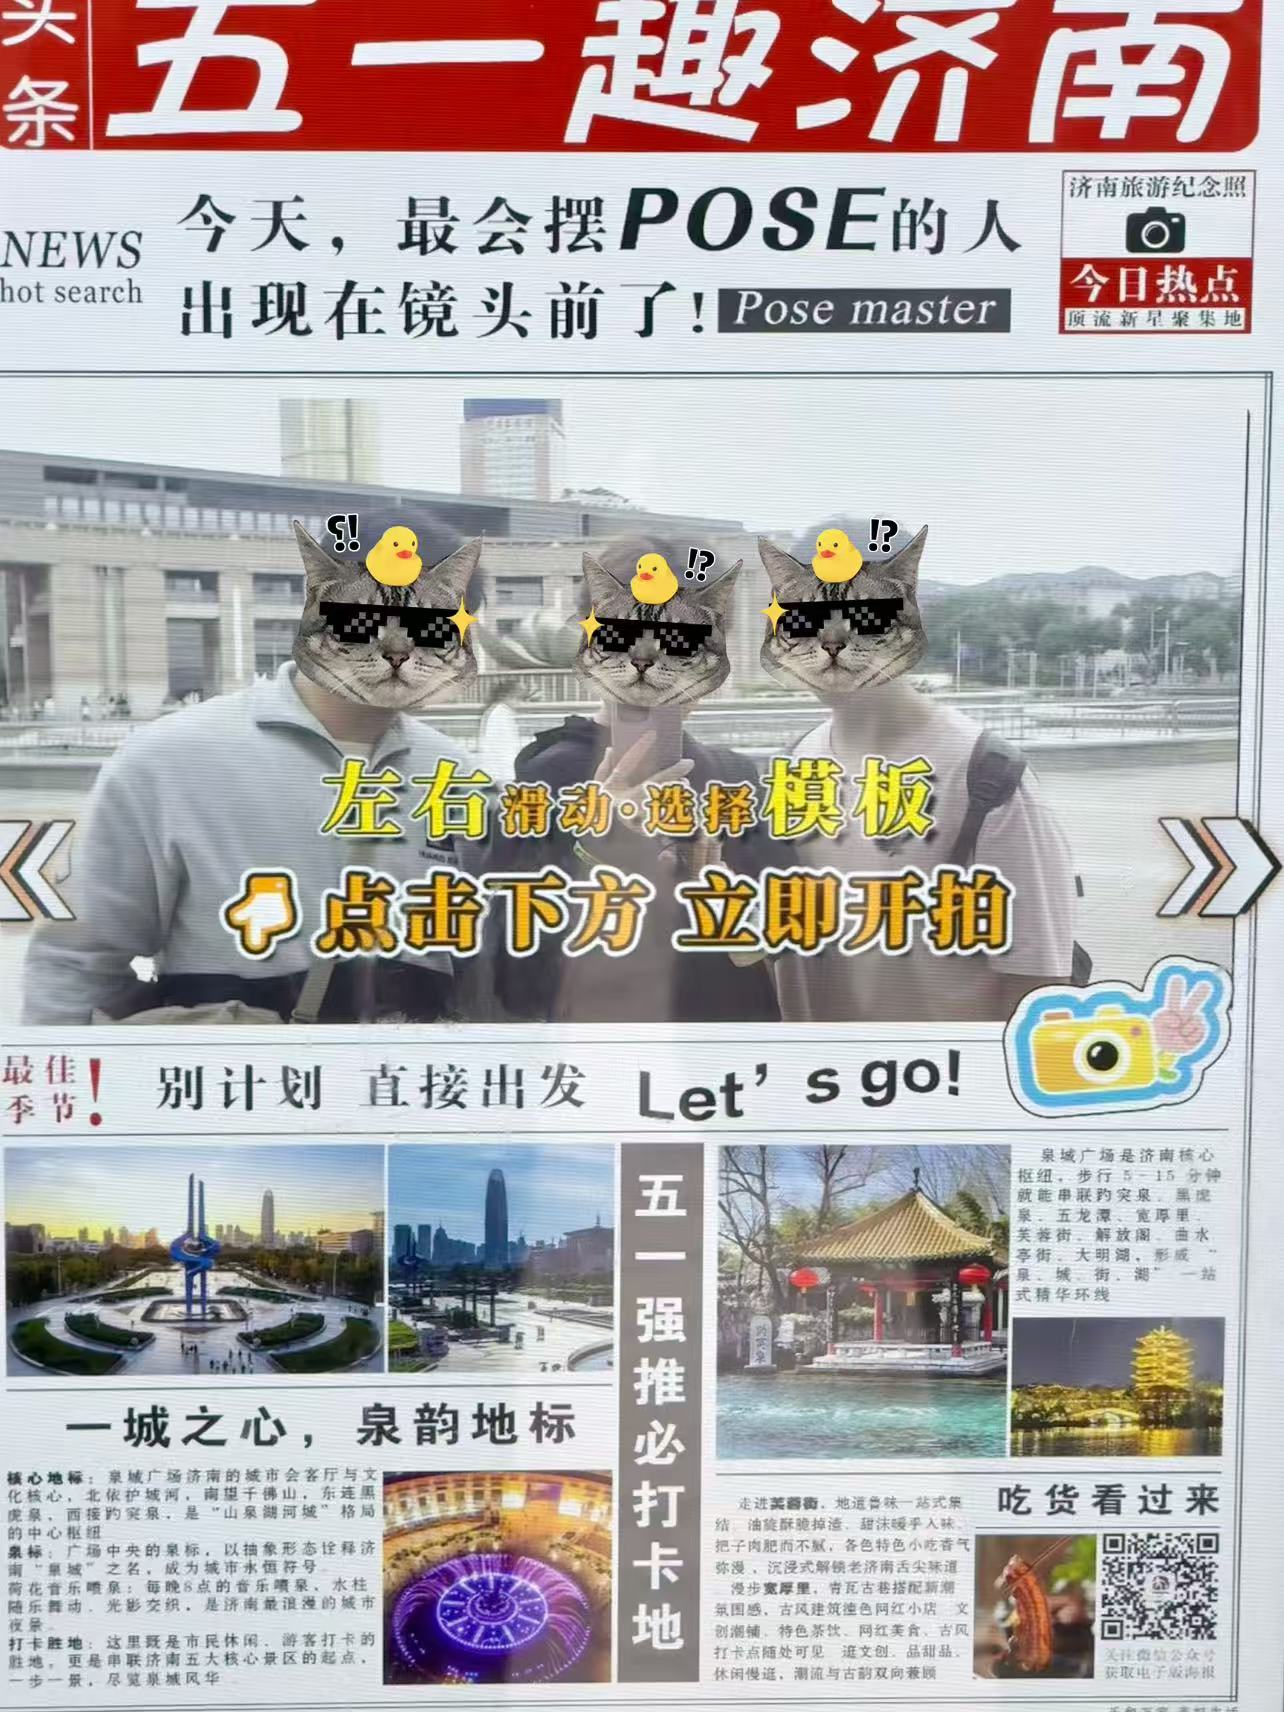 头条
五一趣济南
NEWS
hot search
今天，最会摆POSE的人
出现在镜头前了！Pose master
济南旅游纪念照
今日热点
顶流新星聚集地
⁉
⁉
⁉
左右滑动·选择模板
点击下方 立即开拍
最佳
季节！
别计划 直接出发 Let’s go!
五一强推必打卡地
泉城广场是济南核心
枢纽，步行 5-15 分钟
就能串联趵突泉、黑虎
泉、五龙潭、宽厚里、
芙蓉街、解放阁、曲水
亭街、大明湖，形成“
泉、城、街、湖”一站
式精华环线
一城之心，泉韵地标
核心地标：泉城广场济南的城市会客厅与文
化核心，北依护城河，南望千佛山，东连黑
虎泉，西接趵突泉，是“山泉湖河城”格局
的中心枢纽
泉标：广场中央的泉标，以抽象形态诠释济
南“泉城”之名，成为城市永恒符号。
荷花音乐喷泉：每晚8点的音乐喷泉，水柱
随乐舞动，光影交织，是济南最浪漫的城市
夜景。
打卡胜地：这里既是市民休闲、游客打卡的
胜地，更是串联济南五大核心景区的起点，
一步一景，尽览泉城风华
走进芙蓉街，地道鲁味一站式集
结，油旋酥脆掉渣、甜沫暖乎入味、
把子肉肥而不腻，各色特色小吃香气
弥漫，沉浸式解锁老济南舌尖味道
漫步宽厚里，青瓦古巷搭配新潮
氛围感，古风建筑撞色网红小店，文
创潮铺、特色茶饮、网红美食、古风
打卡点随处可见，逛文创、品甜品、
休闲慢逛，潮流与古韵双向兼顾
吃货看过来
关注微信公众号
获取电子版海报